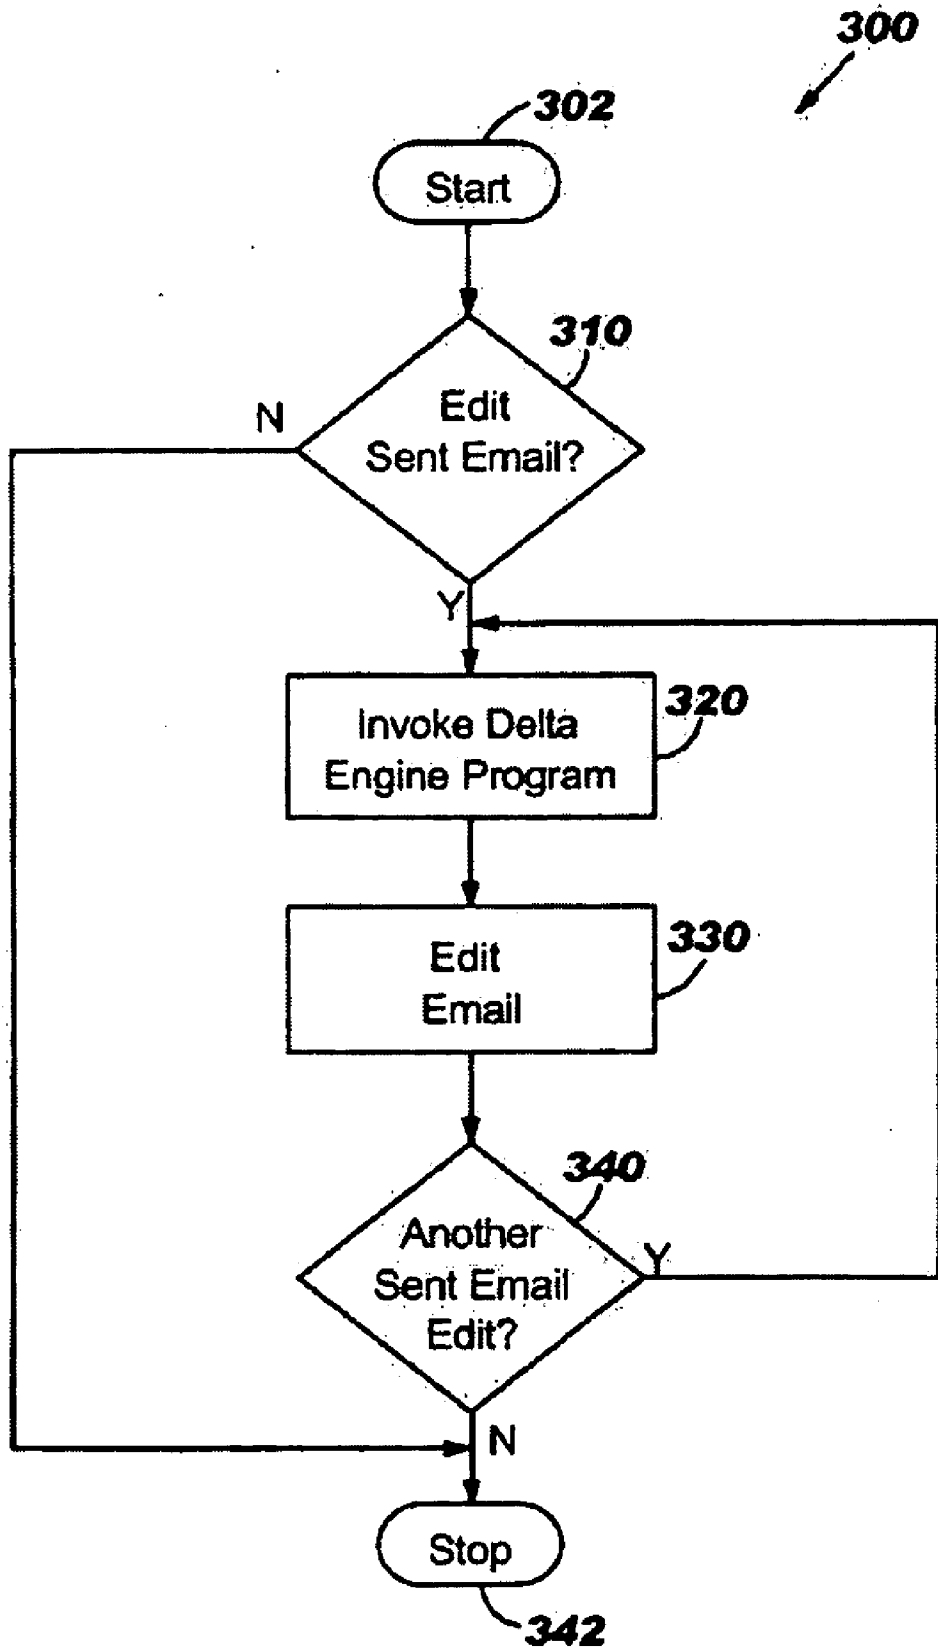 300
302
Start
310
Edit
Sent Email?
N
Y
320
Invoke Delta
Engine Program
330
Edit
Email
340
Another
Sent Email
Edit?
Y
N
Stop
342